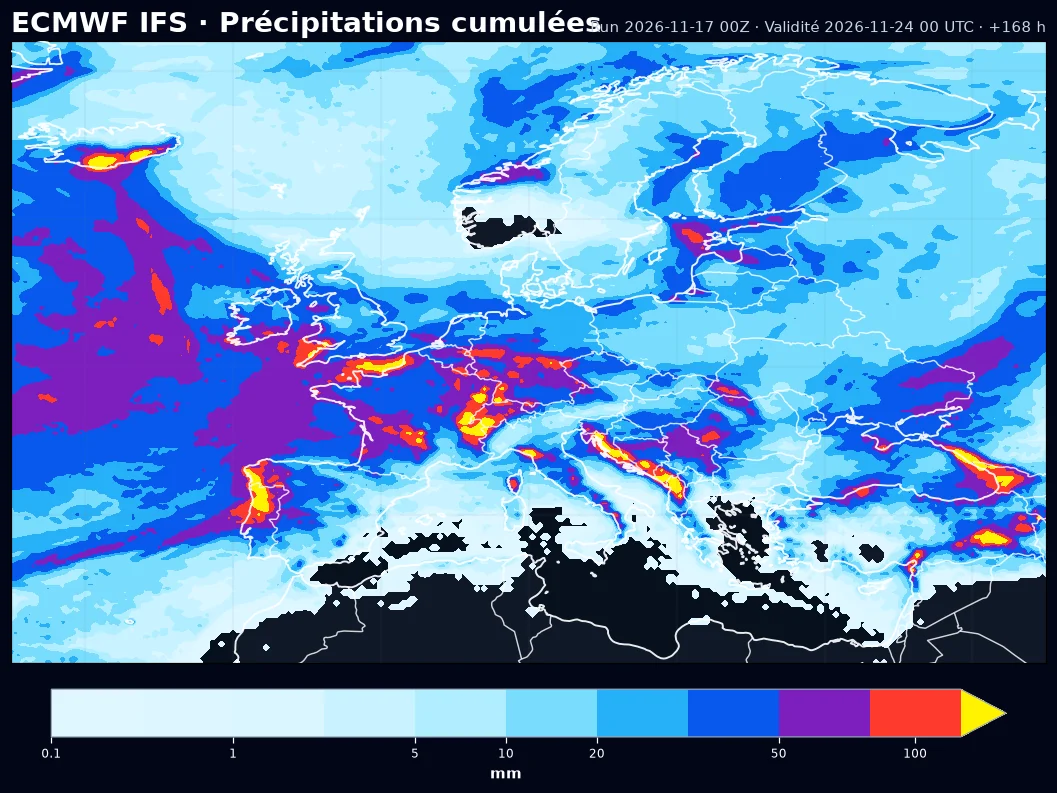 ECMWF IFS · Précipitations cumulées
Run 2026-11-17 00Z · Validité 2026-11-24 00 UTC · +168 h
0.1 1 5 10 20 50 100
mm